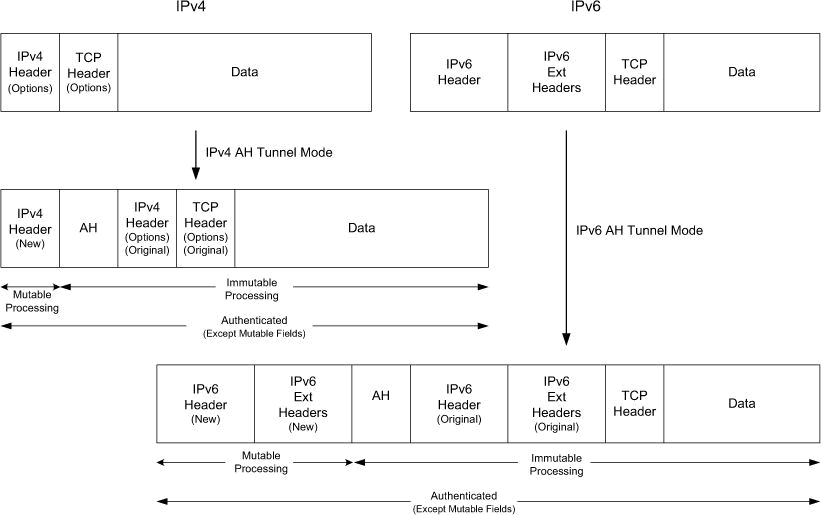 IPv4
IPv6
IPv4
Header
(Options)
TCP
Header
(Options)
Data
IPv6
Header
IPv6
Ext
Headers
TCP
Header
Data
IPv4 AH Tunnel Mode
IPv4
Header
(New)
AH
IPv4
Header
(Options)
(Original)
TCP
Header
(Options)
(Original)
Data
IPv6 AH Tunnel Mode
Mutable
Processing
Immutable
Processing
Authenticated
(Except Mutable Fields)
IPv6
Header
(New)
IPv6
Ext
Headers
(New)
AH
IPv6
Header
(Original)
IPv6
Ext
Headers
(Original)
TCP
Header
Data
Mutable
Processing
Immutable
Processing
Authenticated
(Except Mutable Fields)